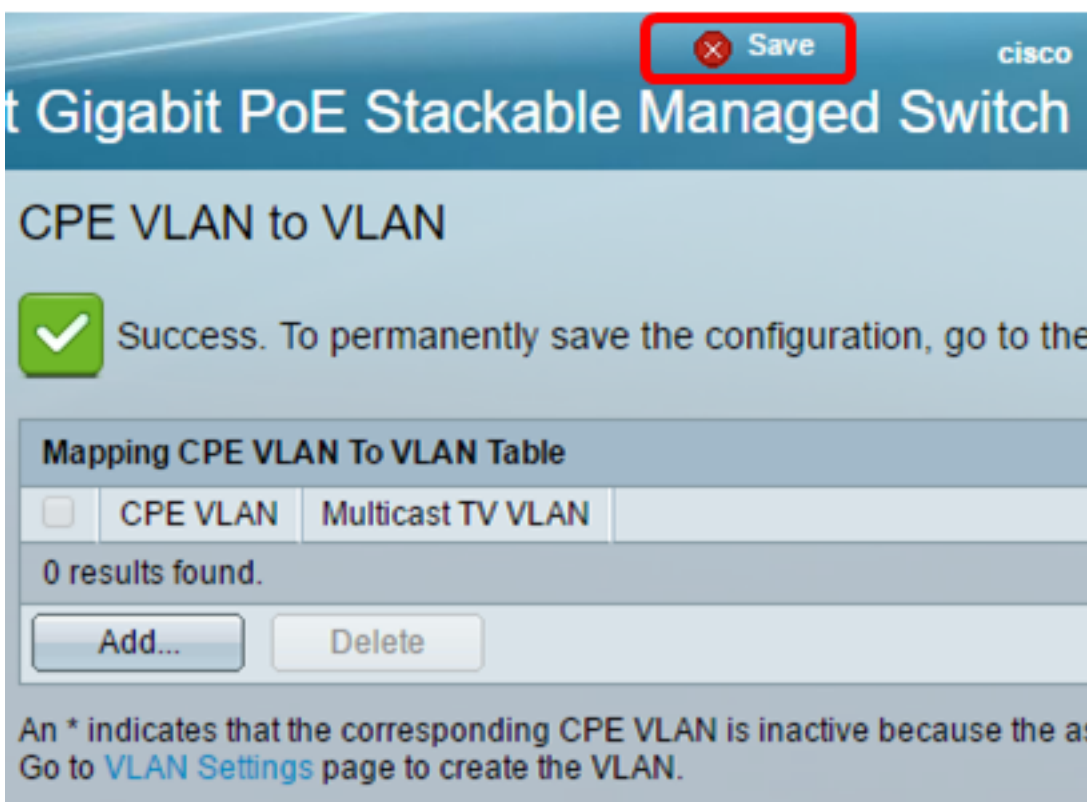 Save
cisco
t Gigabit PoE Stackable Managed Switch
CPE VLAN to VLAN
Success. To permanently save the configuration, go to the
Mapping CPE VLAN To VLAN Table
CPE VLAN Multicast TV VLAN
0 results found.
Add... Delete
An * indicates that the corresponding CPE VLAN is inactive because the as
Go to VLAN Settings page to create the VLAN.